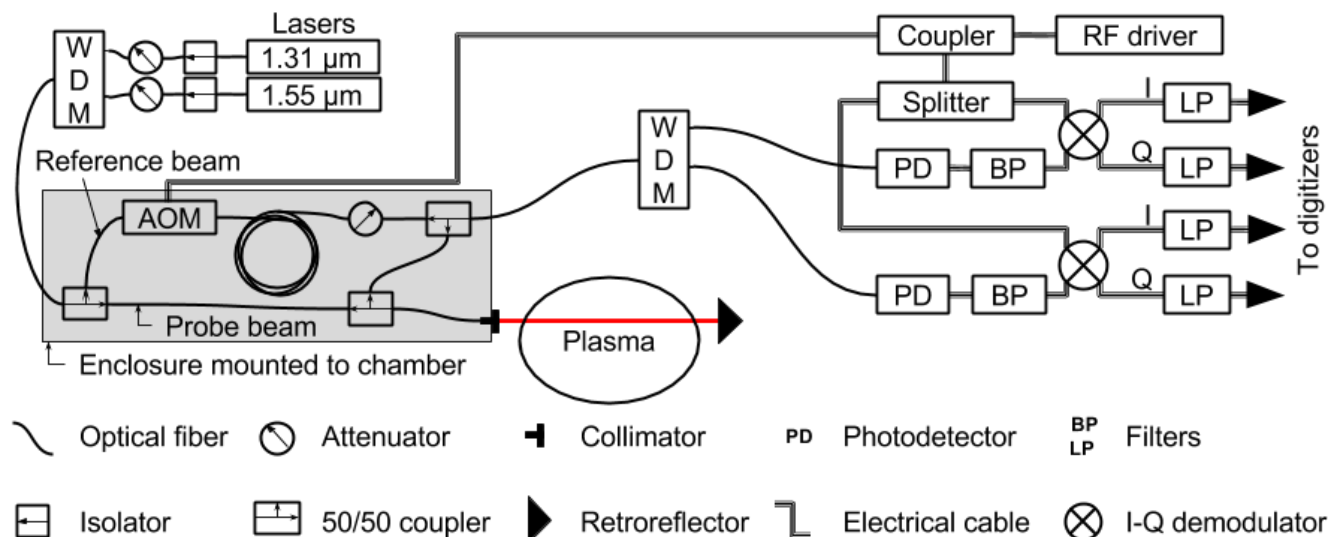 Lasers
WDM
1.31 µm
1.55 µm
Coupler
RF driver
Splitter
I
LP
PD
BP
Q
LP
WDM
I
LP
PD
BP
Q
LP
To digitizers
Reference beam
AOM
Probe beam
Plasma
Enclosure mounted to chamber
Optical fiber
Attenuator
Collimator
PD Photodetector
BP
LP
Filters
Isolator
50/50 coupler
Retroreflector
Electrical cable
I-Q demodulator